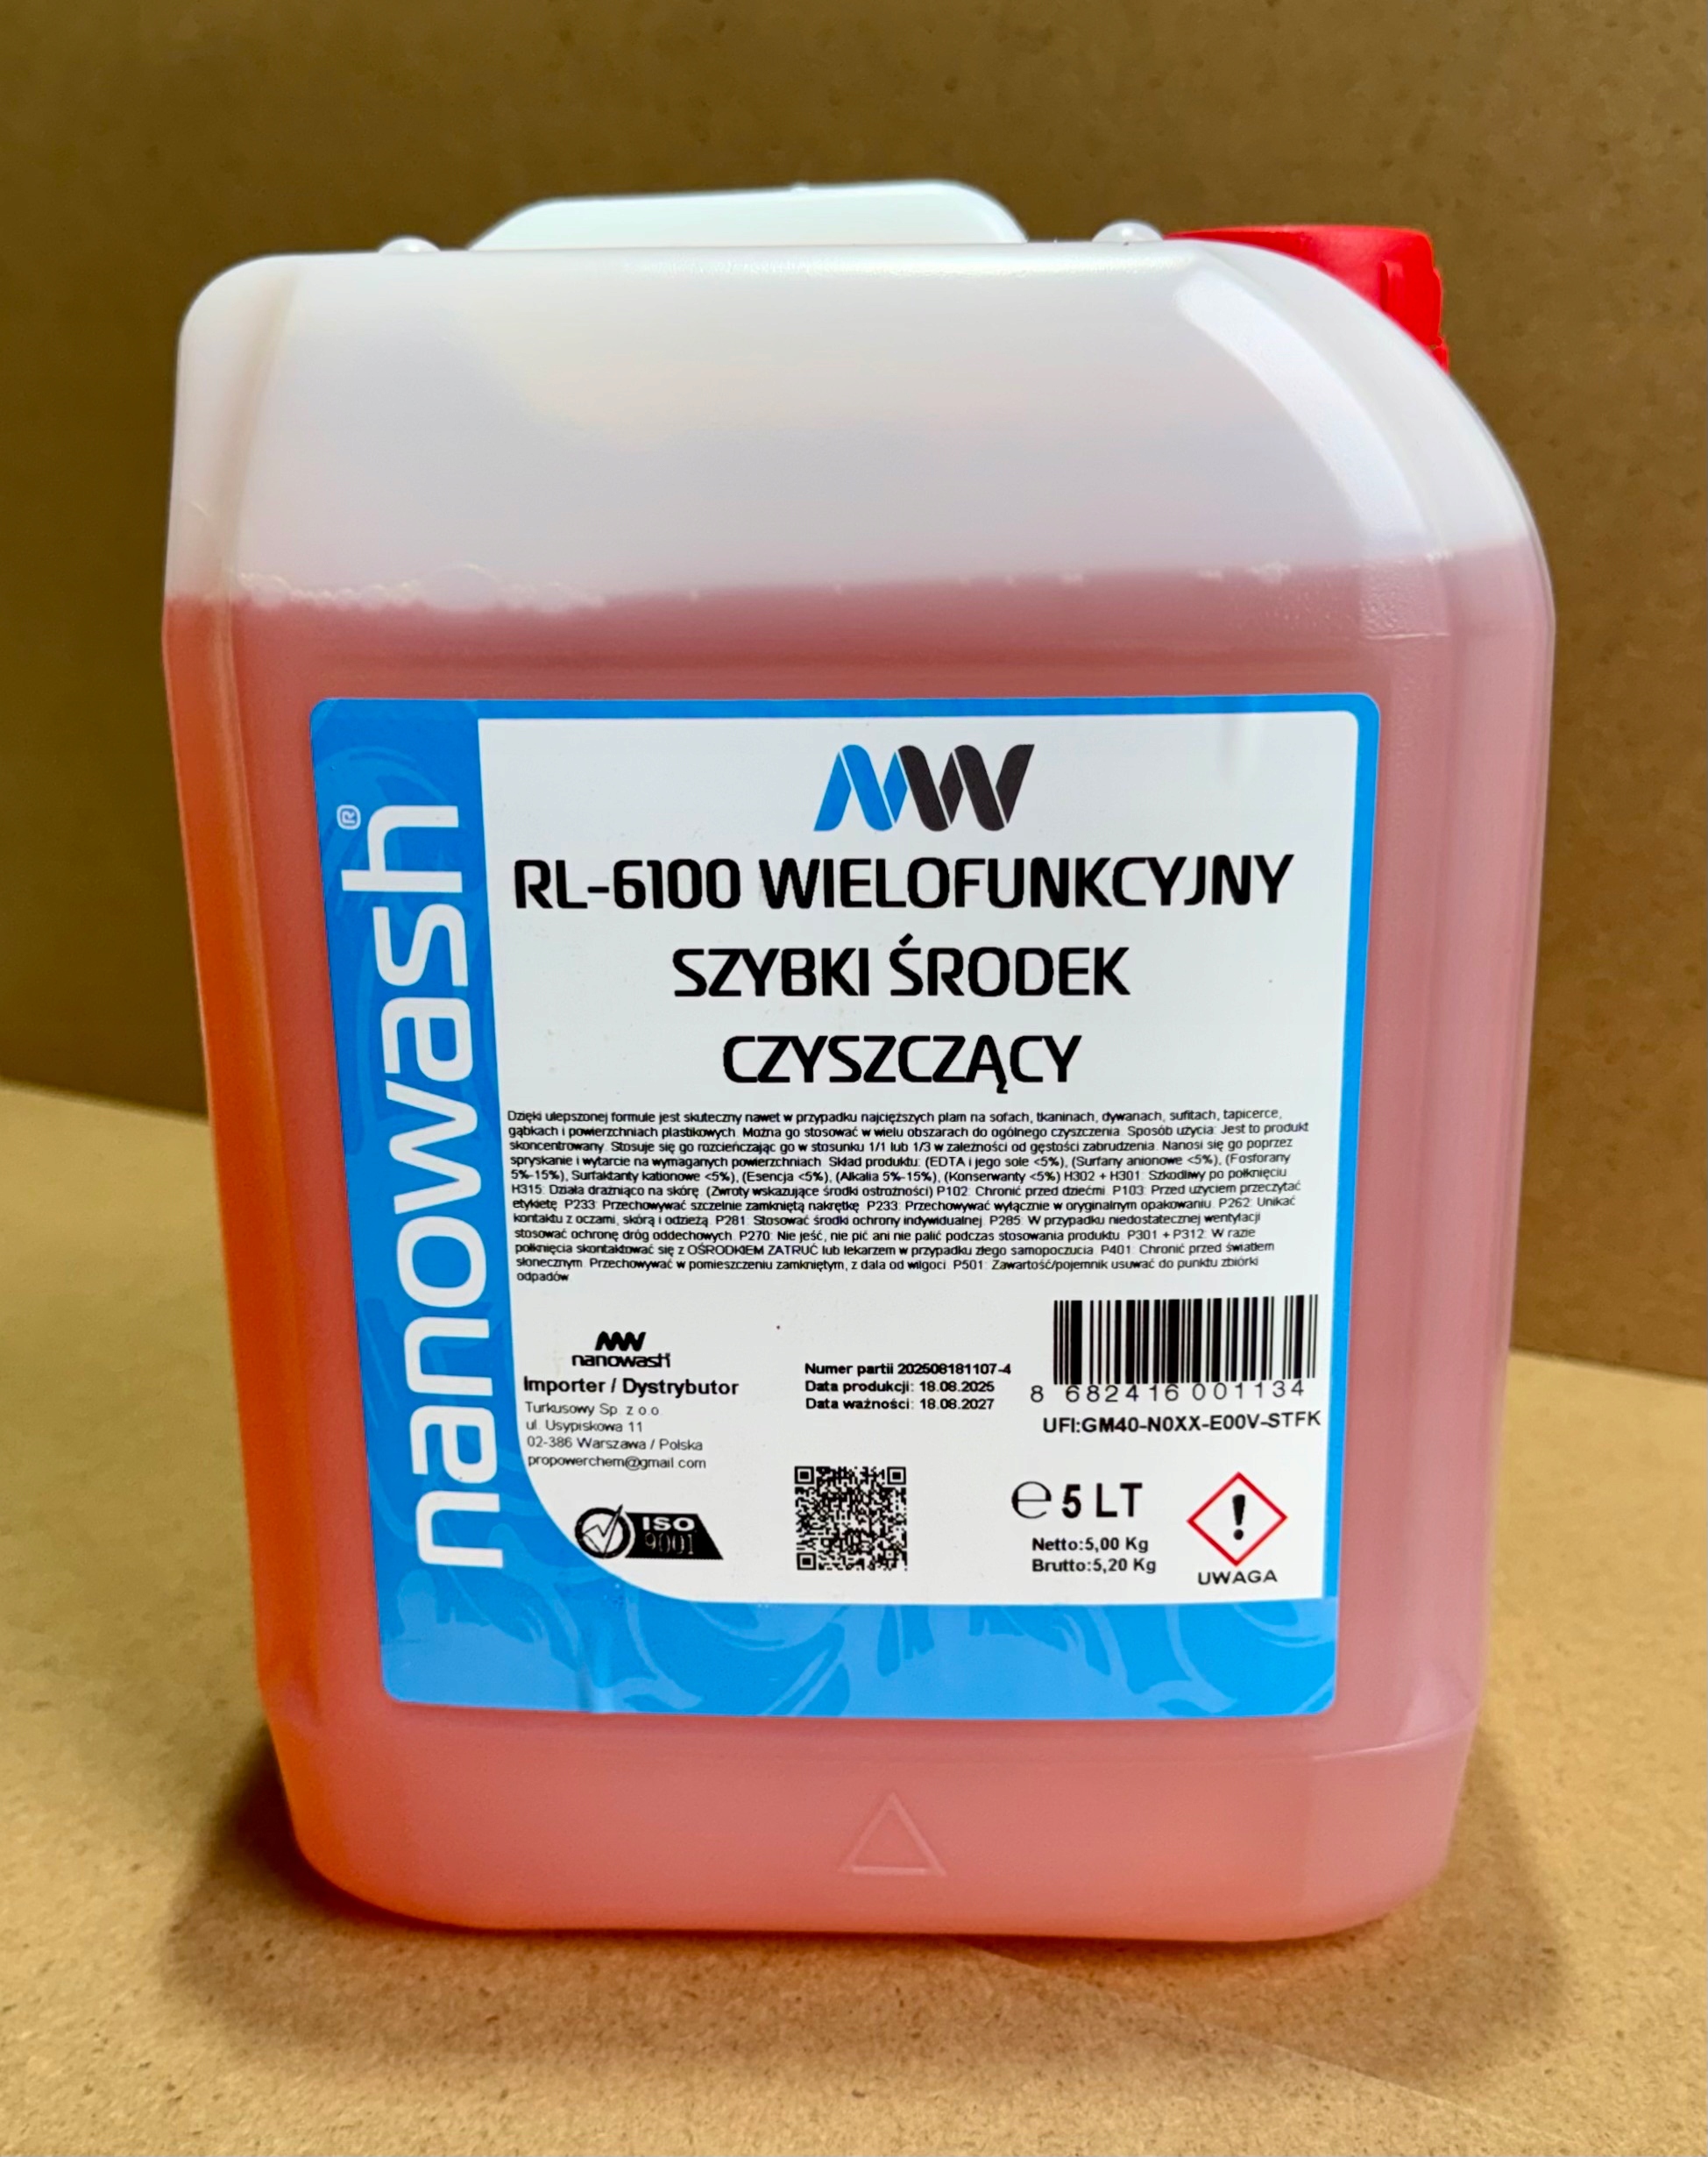 nanowash®
RL-6100 WIELOFUNKCYJNY
SZYBKI ŚRODEK
CZYSZCZĄCY
Dzięki ulepszonej formule jest skuteczny nawet w przypadku najcięższych plam na sofach, tkaninach, dywanach, sufitach, tapicerce,
gąbkach i powierzchniach plastikowych. Można go stosować w wielu obszarach do ogólnego czyszczenia. Sposób użycia: Jest to produkt
skoncentrowany. Stosuje się go rozcieńczając go w stosunku 1/1 lub 1/3 w zależności od gęstości zabrudzenia. Nanosi się go poprzez
spryskanie i wytarcie na wymaganych powierzchniach. Skład produktu: (EDTA i jego sole <5%), (Surfanty anionowe <5%), (Fosforany
5%-15%), Surfaktanty kationowe <5%), (Esencja <5%), (Alkalia 5%-15%), (Konserwanty <5%) H302 + H301: Szkodliwy po połknięciu
H315: Działa drażniąco na skórę. (Zwroty wskazujące środki ostrożności) P102: Chronić przed dziećmi. P103: Przed użyciem przeczytać
etykietę. P233: Przechowywać szczelnie zamkniętą nakrętkę. P233: Przechowywać wyłącznie w oryginalnym opakowaniu. P262: Unikać
kontaktu z oczami, skórą i odzieżą. P281: Stosować środki ochrony indywidualnej. P285: W przypadku niedostatecznej wentylacji
stosować ochronę dróg oddechowych. P270: Nie jeść, nie pić ani nie palić podczas stosowania produktu. P301 + P312: W razie
połknięcia skontaktować się z OŚRODKIEM ZATRUĆ lub lekarzem w przypadku złego samopoczucia. P401: Chronić przed światłem
słonecznym. Przechowywać w pomieszczeniu zamkniętym, z dala od wilgoci. P501: Zawartość/pojemnik usuwać do punktu zbiórki
odpadów
nanowash
Importer / Dystrybutor
Turkusowy Sp. z o.o.
ul. Usypiskowa 11
02-386 Warszawa / Polska
propowerchem@gmail.com
ISO
9001
Numer partii 202508181107-4
Data produkcji: 18.08.2025
Data ważności: 18.08.2027
8 682416 001134
UFI:GM40-N0XX-E00V-STFK
℮ 5 LT
Netto:5,00 Kg
Brutto:5,20 Kg
UWAGA